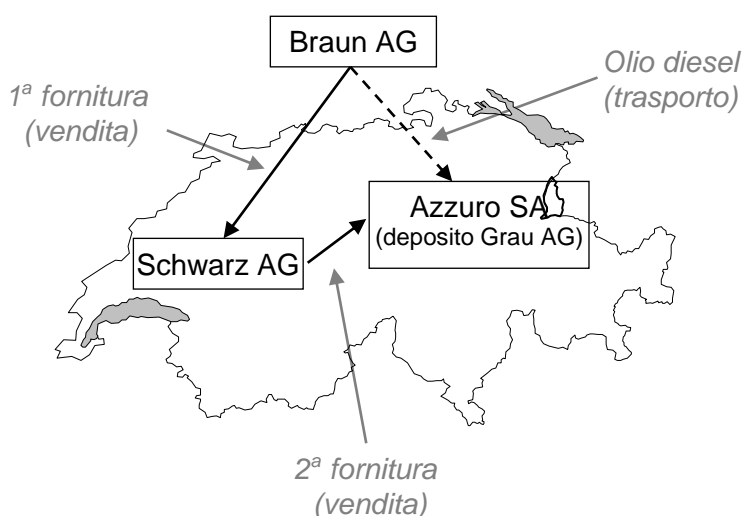 Braun AG
1ª fornitura
(vendita)
Olio diesel
(trasporto)
Azzuro SA
(deposito Grau AG)
Schwarz AG
2ª fornitura
(vendita)